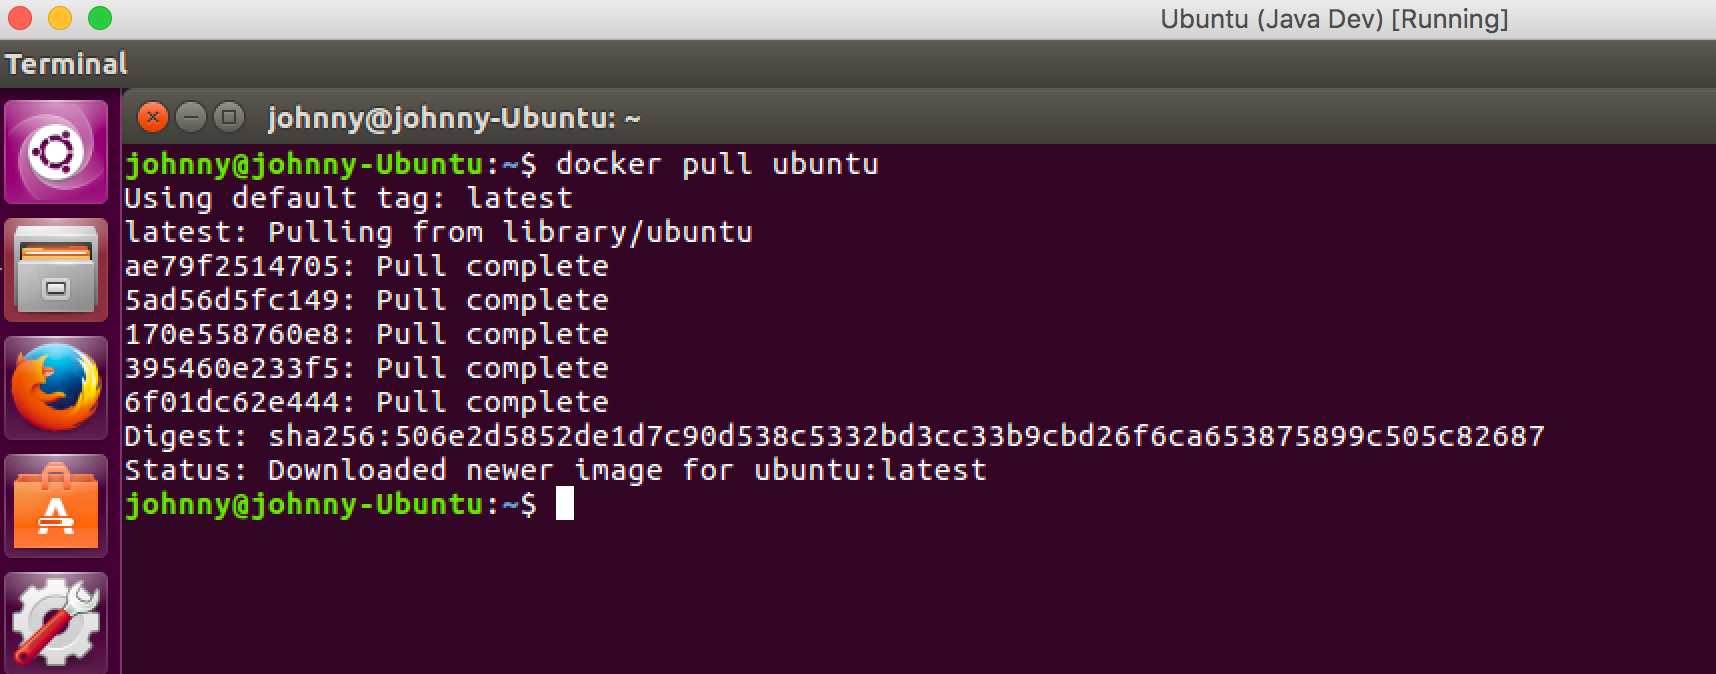 Ubuntu (Java Dev) [Running]
Terminal
johnny@johnny-Ubuntu: ~
johnny@johnny-Ubuntu:~$ docker pull ubuntu
Using default tag: latest
latest: Pulling from library/ubuntu
ae79f2514705: Pull complete
5ad56d5fc149: Pull complete
170e558760e8: Pull complete
395460e233f5: Pull complete
6f01dc62e444: Pull complete
Digest: sha256:506e2d5852de1d7c90d538c5332bd3cc33b9cbd26f6ca653875899c505c82687
Status: Downloaded newer image for ubuntu:latest
johnny@johnny-Ubuntu:~$